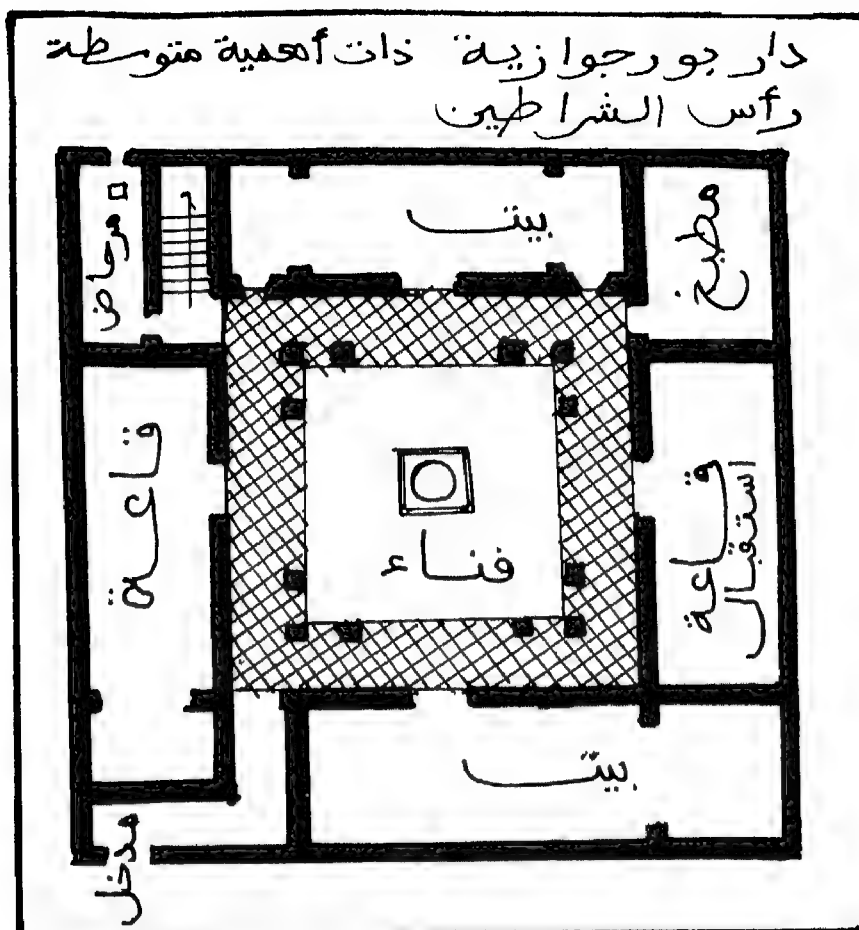 دار بورجوازية ذات أهمية متوسطة
رأس الشراطين
مرحاض
بيت
مطبخ
قاعة
فناء
قاعة
استقبال
بيت
مدخل